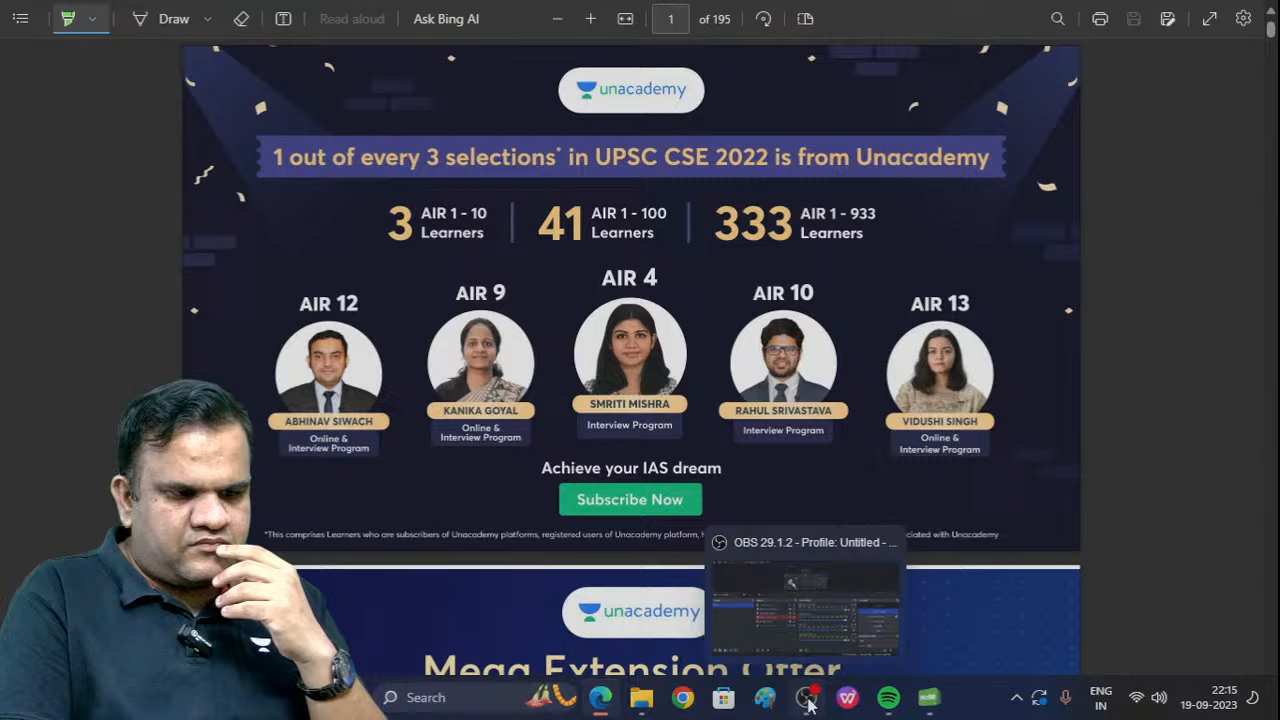 Draw
Read aloud
Ask Bing AI
1
of 195
unacademy
1 out of every 3 selections* in UPSC CSE 2022 is from Unacademy
3 AIR 1 - 10 Learners
41 AIR 1 - 100 Learners
333 AIR 1 - 933 Learners
AIR 12
AIR 9
AIR 4
AIR 10
AIR 13
ABHINAV SIWACH
KANIKA GOYAL
SMRITI MISHRA
RAHUL SRIVASTAVA
VIDUSHI SINGH
Online &
Interview Program
Online &
Interview Program
Interview Program
Interview Program
Online &
Interview Program
Achieve your IAS dream
Subscribe Now
*This comprises Learners who are subscribers of Unacademy platforms, registered users of Unacademy platform,
with Unacademy
OBS 29.1.2 - Profile: Untitled - ...
unacademy
Mega Extension Offer
Search
ENG
IN
22:15
19-09-2023